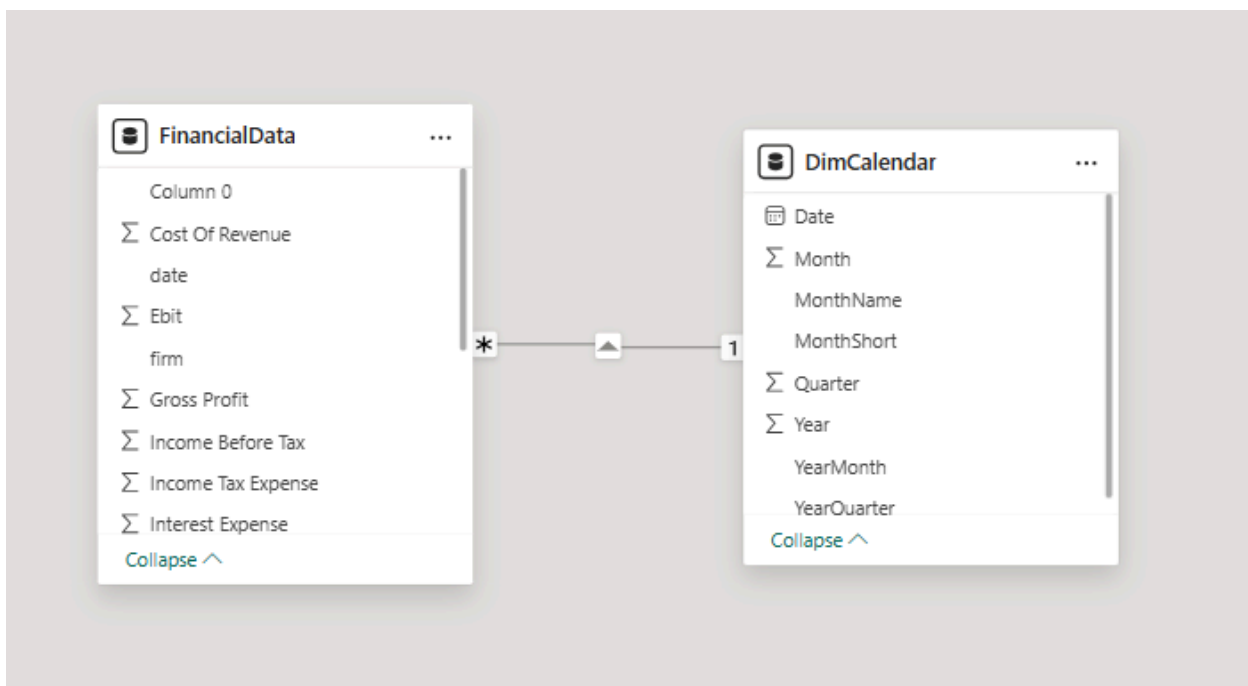 FinancialData
...
Column 0
Σ Cost Of Revenue
date
Σ Ebit
firm
Σ Gross Profit
Σ Income Before Tax
Σ Income Tax Expense
Σ Interest Expense
Collapse
*
1
DimCalendar
...
Date
Σ Month
MonthName
MonthShort
Σ Quarter
Σ Year
YearMonth
YearQuarter
Collapse